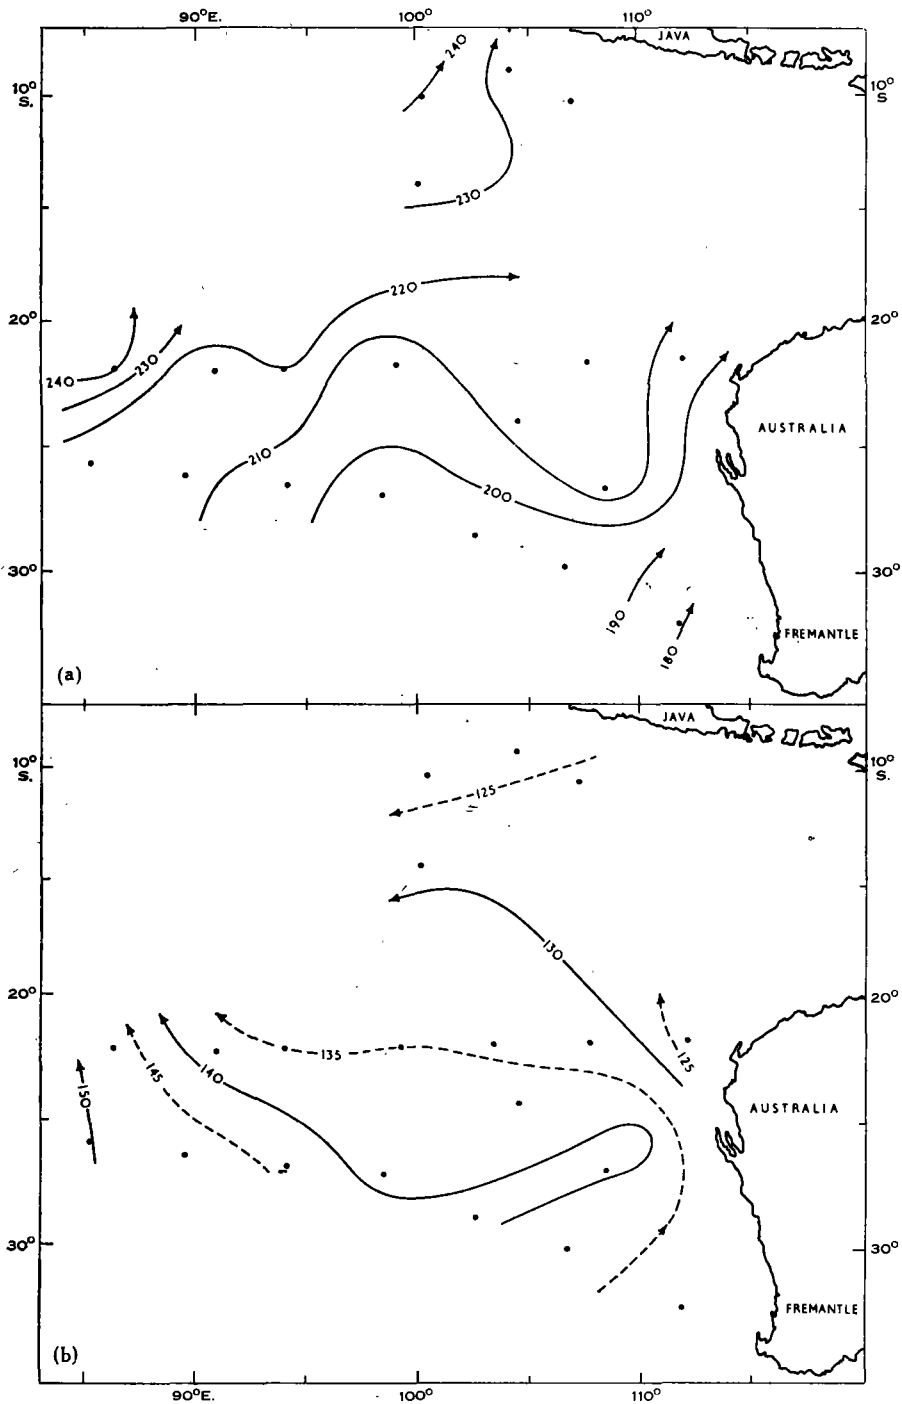 90°E. 100° 110°
JAVA
240
10° S.
10° S
230
220
20°
20°
230
240
AUSTRALIA
210
200
30°
30°
190
FREMANTLE
180
(a)
JAVA
10° S.
10° S.
125
130
20°
20°
125
135
145
140
150
AUSTRALIA
30°
30°
FREMANTLE
(b)
90°E. 100° 110°